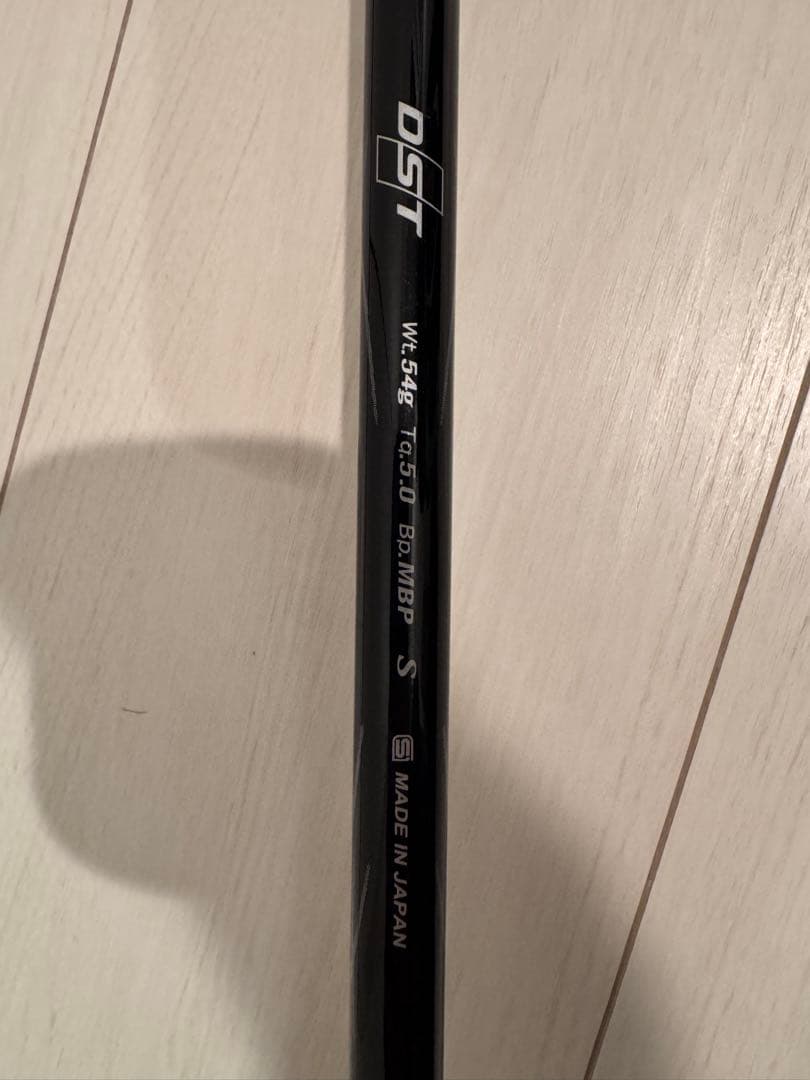 DST
Wt.54g Tq.5.0 Bp.MBP S
MADE IN JAPAN